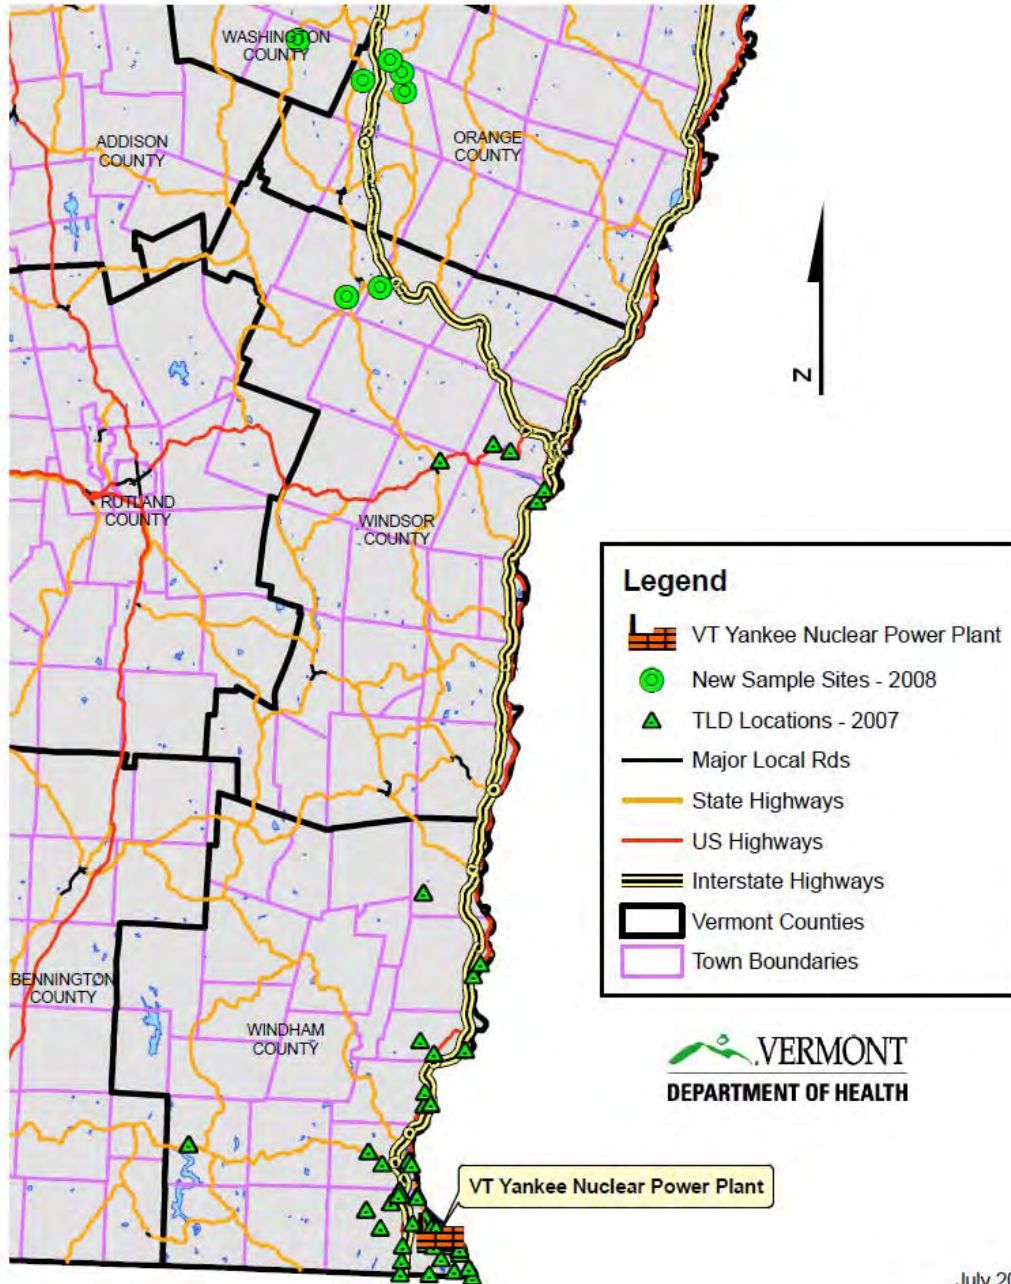 WASHINGTON
COUNTY
ADDISON
COUNTY
ORANGE
COUNTY
N
RUTLAND
COUNTY
WINDSOR
COUNTY
Legend
VT Yankee Nuclear Power Plant
New Sample Sites - 2008
TLD Locations - 2007
Major Local Rds
State Highways
US Highways
Interstate Highways
Vermont Counties
Town Boundaries
BENNINGTON
COUNTY
WINDHAM
COUNTY
VERMONT
DEPARTMENT OF HEALTH
VT Yankee Nuclear Power Plant
July 20